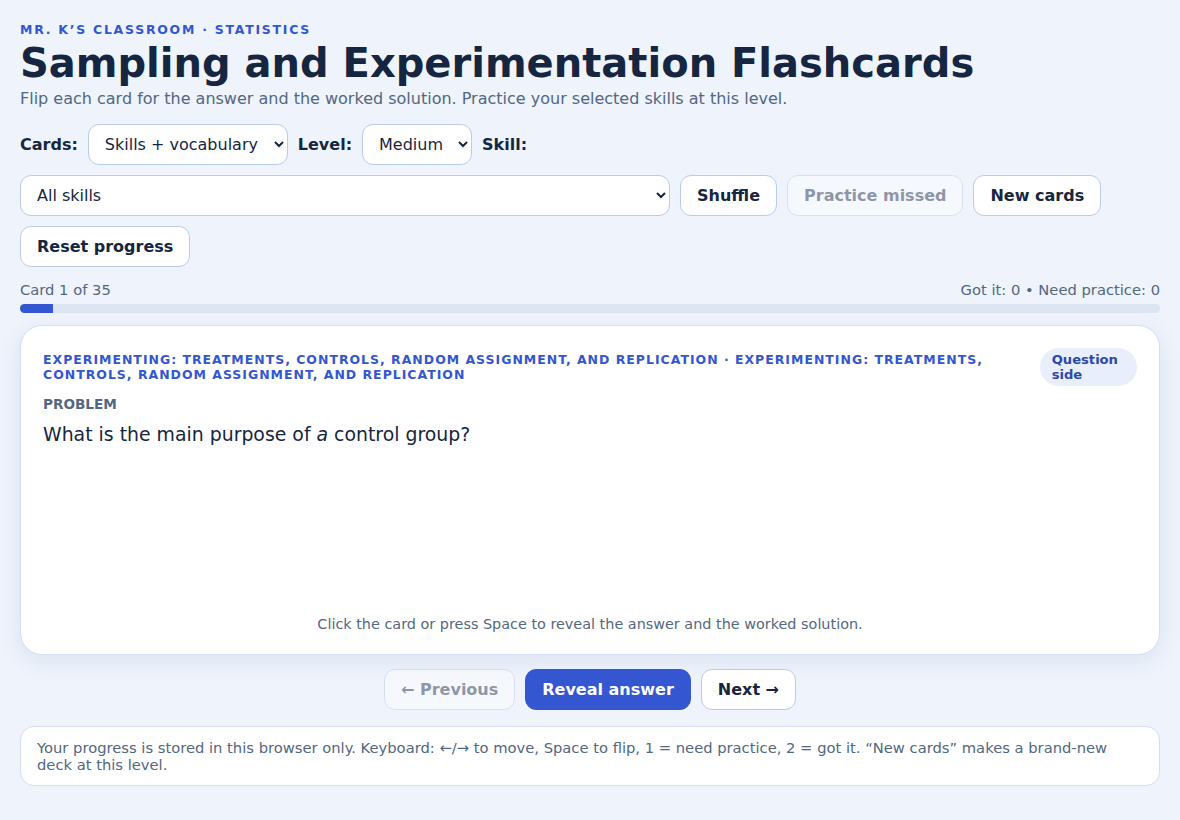 MR. K’S CLASSROOM · STATISTICS
Sampling and Experimentation Flashcards
Flip each card for the answer and the worked solution. Practice your selected skills at this level.
Cards: Skills + vocabulary Level: Medium Skill:
All skills Shuffle Practice missed New cards
Reset progress
Card 1 of 35 Got it: 0 • Need practice: 0
EXPERIMENTING: TREATMENTS, CONTROLS, RANDOM ASSIGNMENT, AND REPLICATION · EXPERIMENTING: TREATMENTS,
CONTROLS, RANDOM ASSIGNMENT, AND REPLICATION
Question
side
PROBLEM
What is the main purpose of a control group?
Click the card or press Space to reveal the answer and the worked solution.
← Previous Reveal answer Next →
Your progress is stored in this browser only. Keyboard: ←/→ to move, Space to flip, 1 = need practice, 2 = got it. “New cards” makes a brand-new
deck at this level.